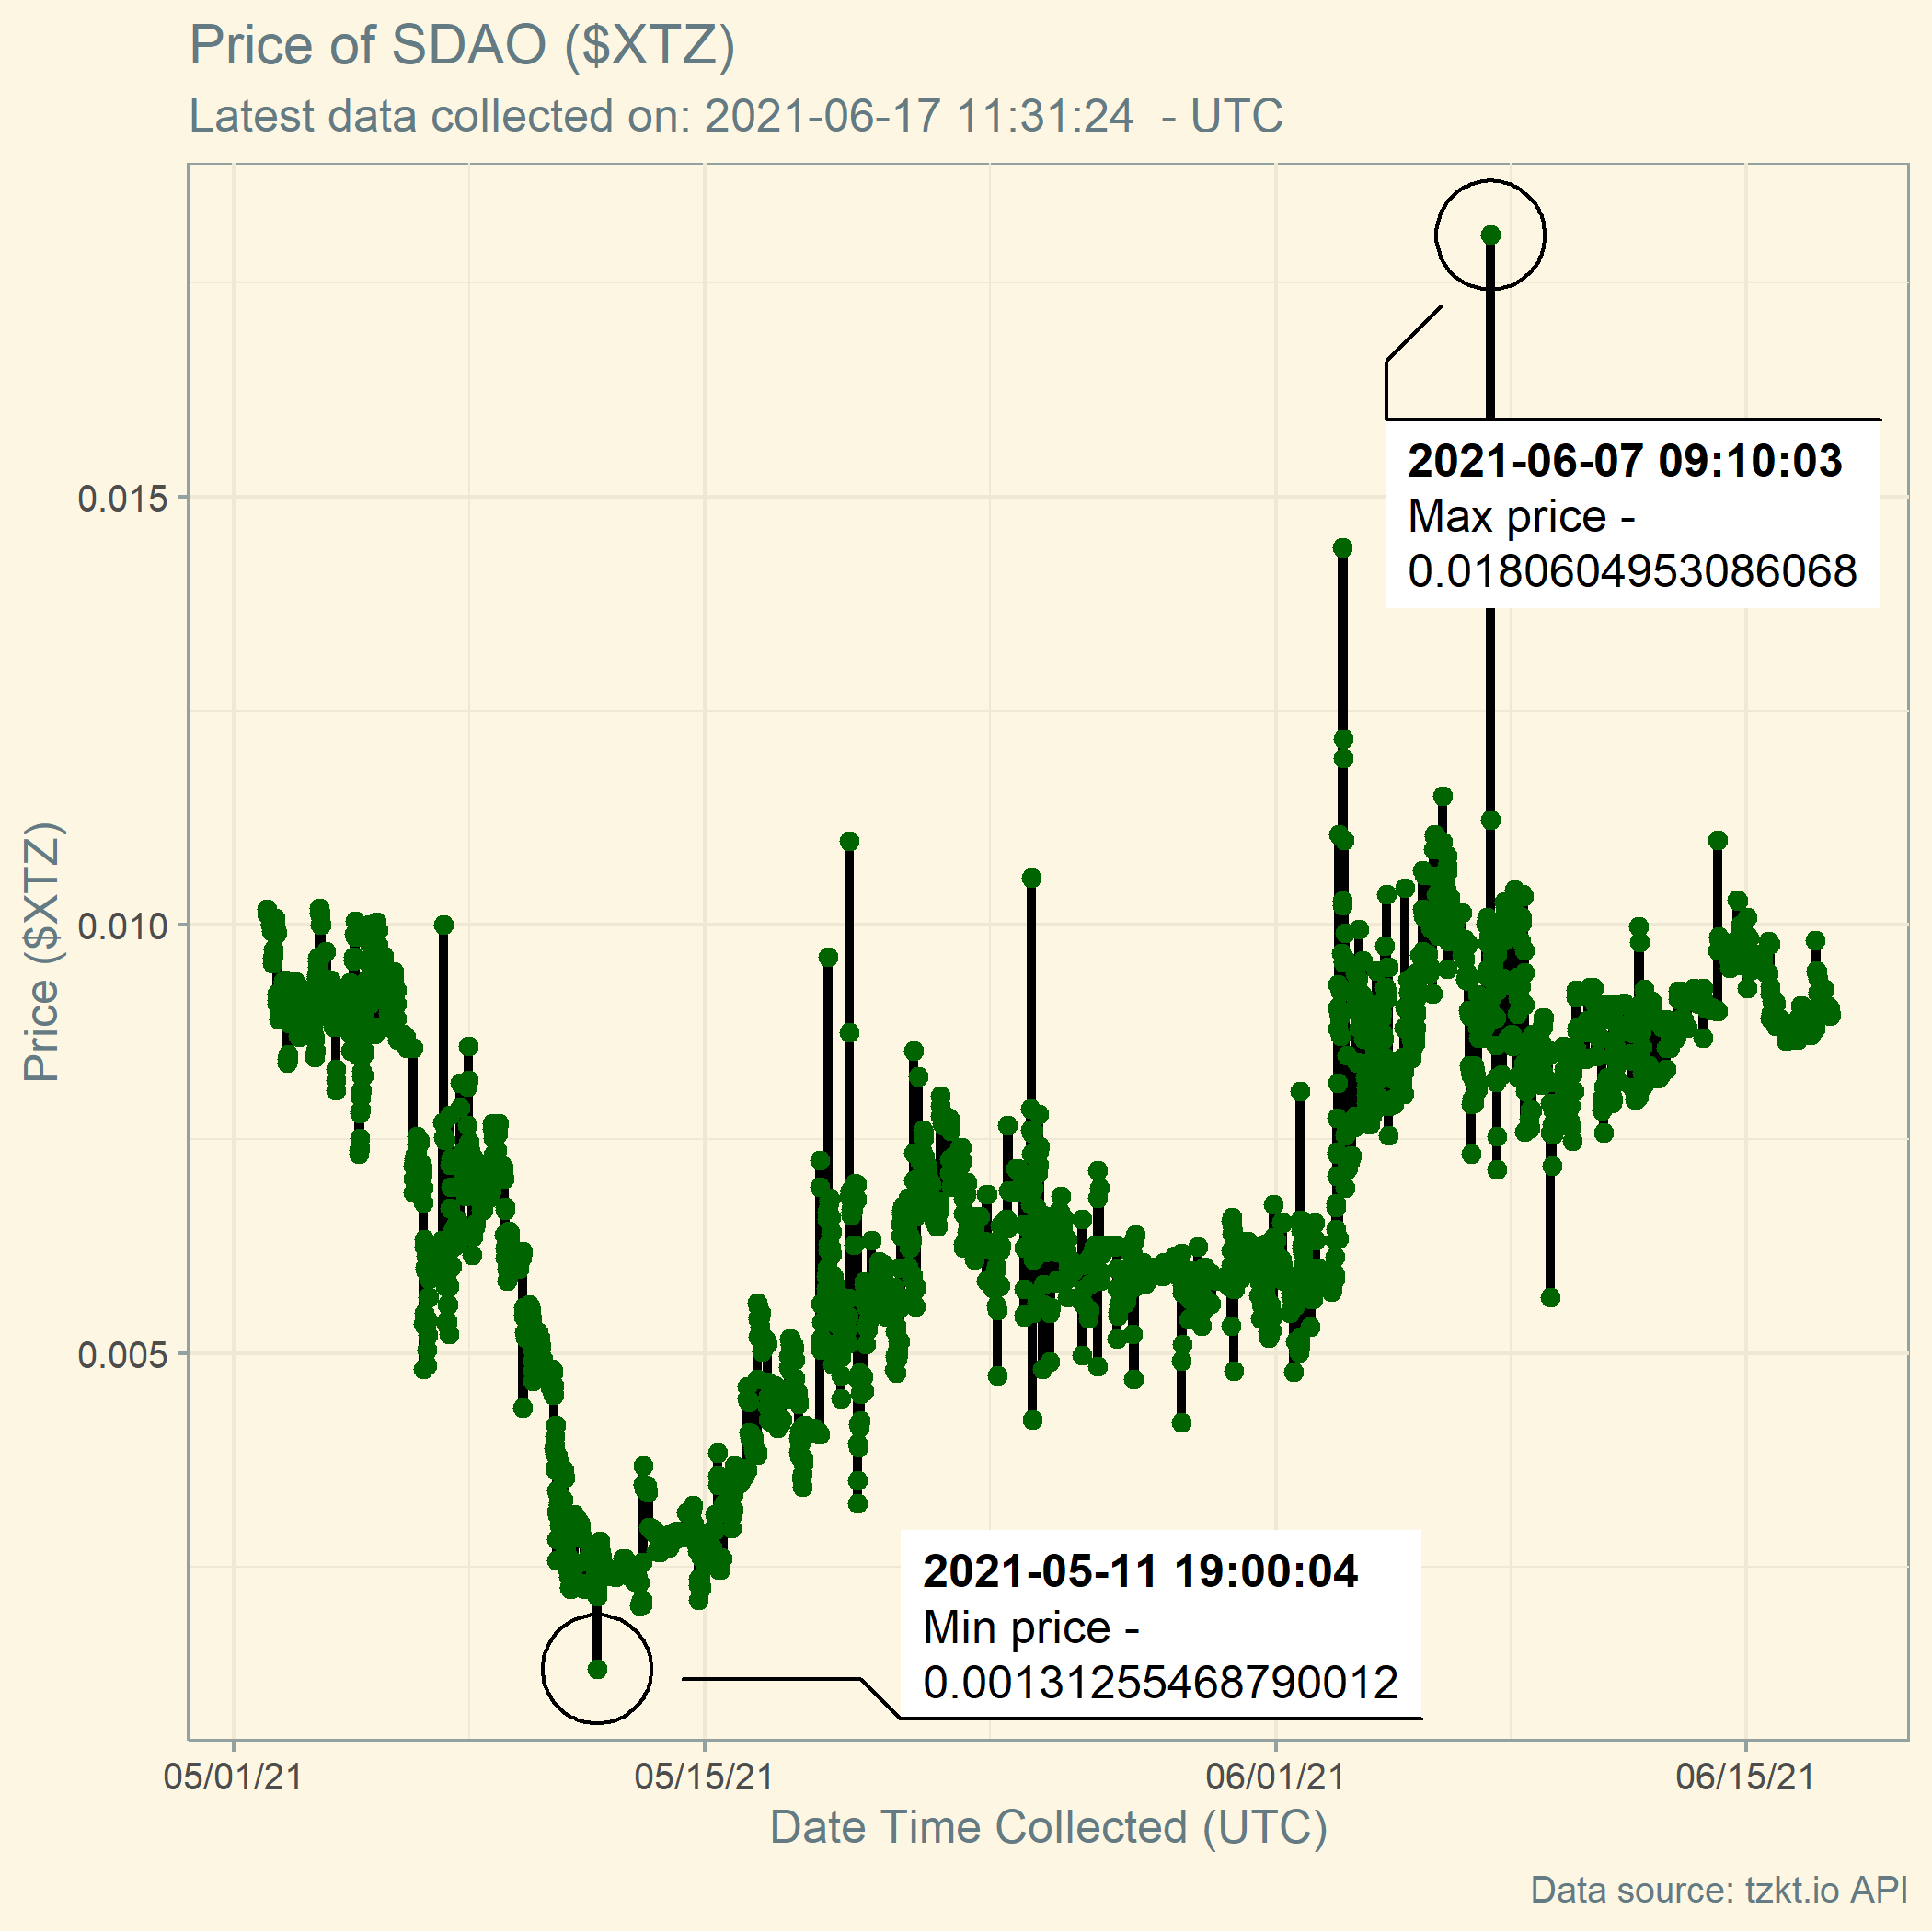 Price of SDAO ($XTZ)
Latest data collected on: 2021-06-17 11:31:24  - UTC
2021-06-07 09:10:03
Max price -
0.0180604953086068
0.015
0.010
0.005
Price ($XTZ)
2021-05-11 19:00:04
Min price -
0.00131255468790012
05/01/21
05/15/21
06/01/21
06/15/21
Date Time Collected (UTC)
Data source: tzkt.io API